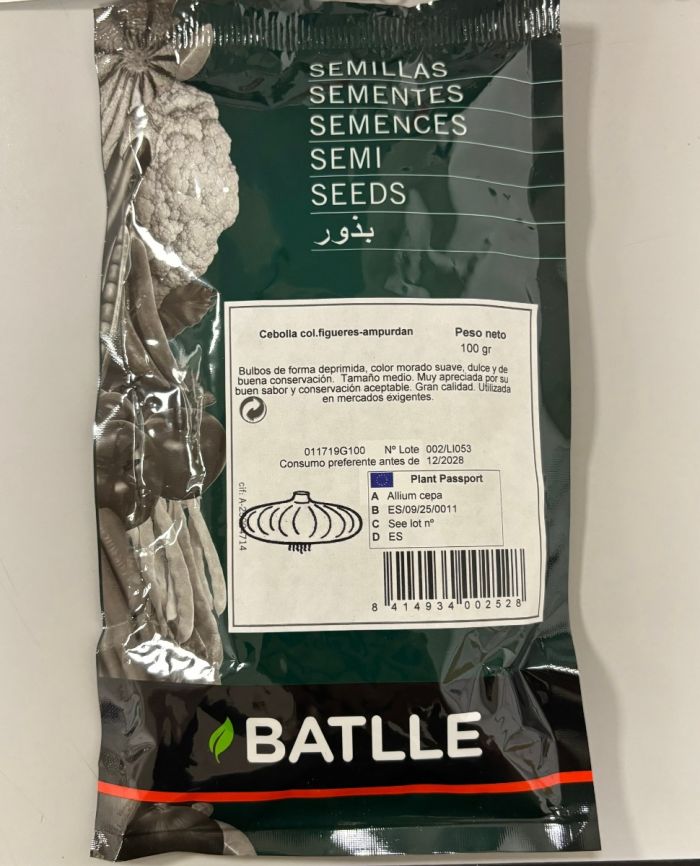 SEMILLAS
SEMENTES
SEMENCES
SEMI
SEEDS
بذور
Cebolla col.figueres-ampurdan
Peso neto
100 gr
Bulbos de forma deprimida, color morado suave, dulce y de
buena conservación. Tamaño medio. Muy apreciada por su
buen sabor y conservación aceptable. Gran calidad. Utilizada
en mercados exigentes.
011719G100 Nº Lote 002/LI053
Consumo preferente antes de 12/2028
Plant Passport
A Allium cepa
B ES/09/25/0011
C See lot nº
D ES
cif: 
8 414934 002528
BATLLE